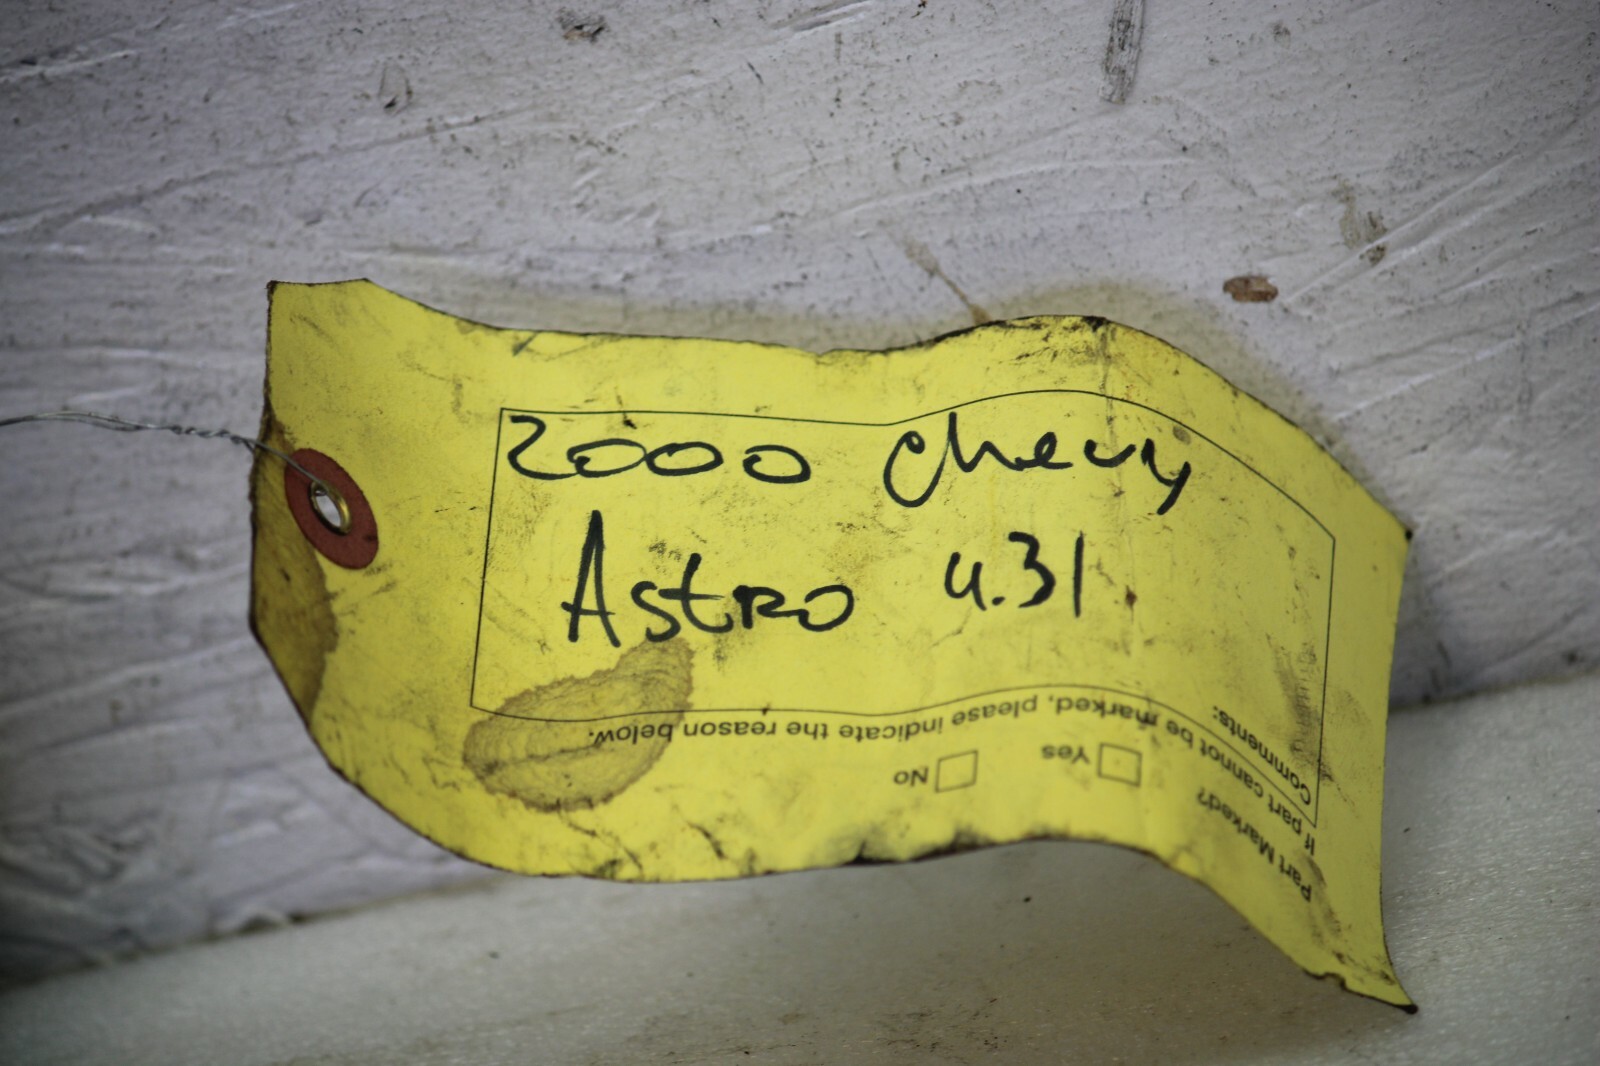 2000 Chevy
Astro 4.3l
Part Marked?
Yes
No
If part cannot be marked, please indicate the reason below.
Comments: